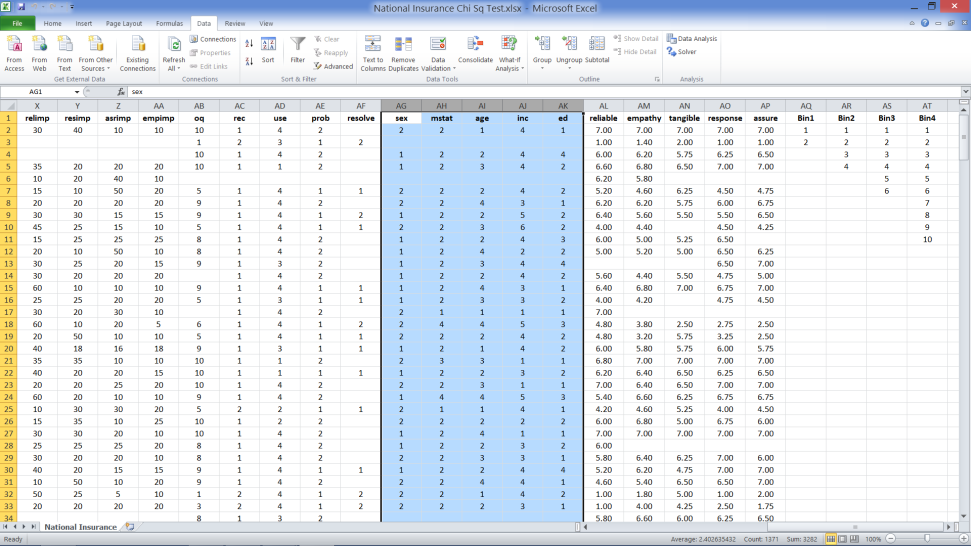 National Insurance Chi Sq Test.xlsx - Microsoft Excel
File Home Insert Page Layout Formulas Data Review View
From Access From Web From Text From Other Sources Existing Connections Refresh All Connections Properties Edit Links Sort Filter Clear Reapply Advanced Text to Columns Remove Duplicates Data Validation Consolidate What-If Analysis Group Ungroup Subtotal Show Detail Hide Detail Data Analysis Solver
Get External Data Connections Sort & Filter Data Tools Outline Analysis
AG1 fx sex
X Y Z AA AB AC AD AE AF AG AH AI AJ AK AL AM AN AO AP AQ AR AS AT
1 relimp resimp asrimp empimp oq rec use prob resolve sex mstat age inc ed reliable empathy tangible response assure Bin1 Bin2 Bin3 Bin4
2 30 40 10 10 10 1 4 2 2 2 1 4 1 7.00 7.00 7.00 7.00 7.00 1 1 1 1
3 1 2 3 1 2 1.00 1.40 2.00 1.00 1.00 2 2 2 2
4 10 1 4 2 1 2 2 4 4 6.00 6.20 5.75 6.25 6.50 3 3 3
5 35 20 20 20 10 1 1 2 1 2 3 4 2 6.60 6.80 6.50 7.00 7.00 4 4 4
6 10 20 40 10 6.20 5.80 5 5
7 15 10 50 20 5 1 4 1 1 2 2 2 4 2 5.20 4.60 6.25 4.50 4.75 6 6
8 20 20 20 20 9 1 4 2 2 2 4 3 1 6.20 6.20 5.75 6.00 6.75 7
9 30 30 15 15 9 1 4 1 2 1 2 2 5 2 6.40 5.60 5.50 5.50 6.50 8
10 45 25 15 10 5 1 4 1 1 2 2 3 6 2 4.00 4.40 4.50 4.25 9
11 15 25 25 25 8 1 4 2 1 2 2 4 3 6.00 5.00 5.25 6.50 10
12 20 10 50 10 8 1 4 2 1 2 4 2 2 5.00 5.20 5.00 6.50 6.25
13 30 25 20 15 9 1 3 2 1 2 3 4 4 6.50 7.00
14 30 20 20 20 1 4 2 1 2 2 4 2 5.60 4.40 5.50 4.75 5.00
15 60 10 10 10 9 1 4 1 1 1 2 4 3 1 6.40 6.80 7.00 6.75 7.00
16 25 25 20 20 5 1 3 1 1 1 2 3 3 2 4.00 4.20 4.75 4.50
17 30 20 30 10 1 4 2 2 1 1 1 1 7.00
18 60 10 20 5 6 1 4 1 2 2 4 4 5 3 4.80 3.80 2.50 2.75 2.50
19 20 50 10 10 5 1 4 1 1 2 2 2 4 2 4.80 3.20 5.75 3.25 2.50
20 40 18 16 18 9 1 3 1 1 1 2 1 4 2 6.00 5.80 5.75 6.00 5.75
21 35 35 10 10 10 1 1 2 2 3 3 1 1 6.80 7.00 7.00 7.00 7.00
22 40 20 20 15 10 1 1 1 1 1 2 2 3 2 6.20 6.40 6.50 6.25 6.50
23 20 20 25 20 10 1 4 2 2 2 3 1 1 7.00 6.40 6.50 7.00 6.50
24 60 20 10 10 9 1 4 2 1 4 4 5 3 5.40 6.60 6.25 6.75 6.75
25 10 30 30 20 5 2 2 1 1 2 1 1 4 1 4.20 4.60 5.25 4.00 4.50
26 15 35 10 25 10 1 2 2 2 2 2 2 2 6.00 6.80 5.00 6.75 6.00
27 30 30 20 10 10 1 4 2 1 2 4 1 1 7.00 7.00 7.00 7.00 7.00
28 25 25 25 20 8 1 4 2 1 2 2 3 2 6.00
29 30 20 20 10 8 1 4 2 2 2 3 3 1 5.80 6.40 6.25 7.00 6.00
30 40 20 15 15 9 1 4 1 1 1 2 2 4 4 5.20 6.20 4.75 7.00 7.00
31 10 50 10 20 9 1 4 2 2 2 4 4 1 4.60 5.40 6.50 6.50 7.00
32 50 25 5 10 1 2 4 1 2 2 2 1 4 2 1.00 1.80 5.00 1.00 2.00
33 20 20 20 20 3 2 4 1 2 2 2 2 3 1 1.00 4.00 4.25 2.50 1.75
34 8 1 3 2 5.80 6.60 6.00 6.25 6.50
National Insurance
Ready Average: 2.402635432 Count: 1371 Sum: 3282 100%